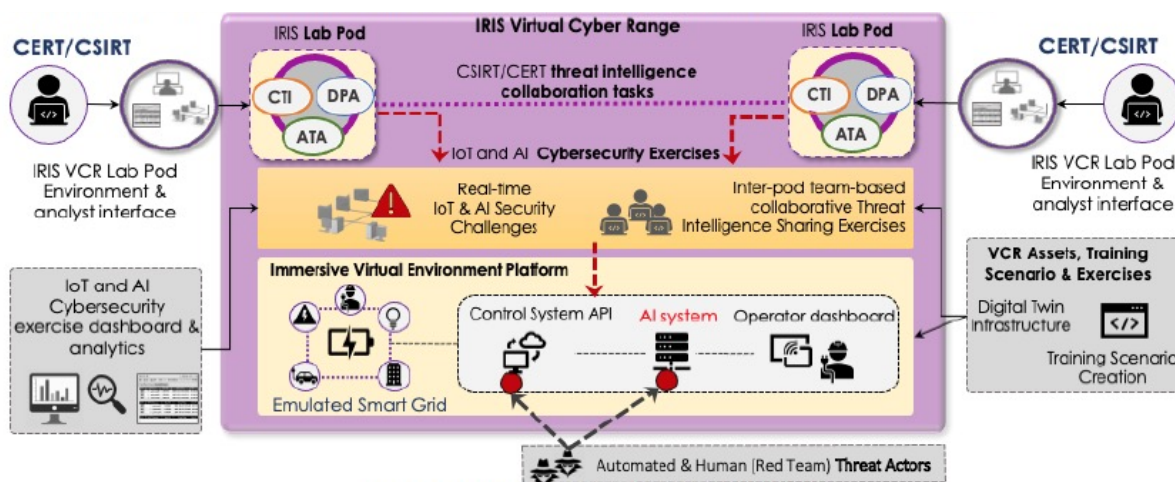 IRIS Virtual Cyber Range
CERT/CSIRT
IRIS VCR Lab Pod
Environment &
analyst interface
IRIS Lab Pod
CTI
DPA
ATA
CSIRT/CERT threat intelligence
collaboration tasks
IRIS Lab Pod
CTI
DPA
ATA
CERT/CSIRT
IRIS VCR Lab Pod
Environment &
analyst interface
IoT and AI Cybersecurity Exercises
Real-time
IoT & AI Security
Challenges
Inter-pod team-based
collaborative Threat
Intelligence Sharing Exercises
IoT and AI
Cybersecurity
exercise dashboard &
analytics
Immersive Virtual Environment Platform
Emulated Smart Grid
Control System API
AI system
Operator dashboard
VCR Assets, Training
Scenario & Exercises
Digital Twin
Infrastructure
Training Scenario
Creation
Automated & Human (Red Team) Threat Actors